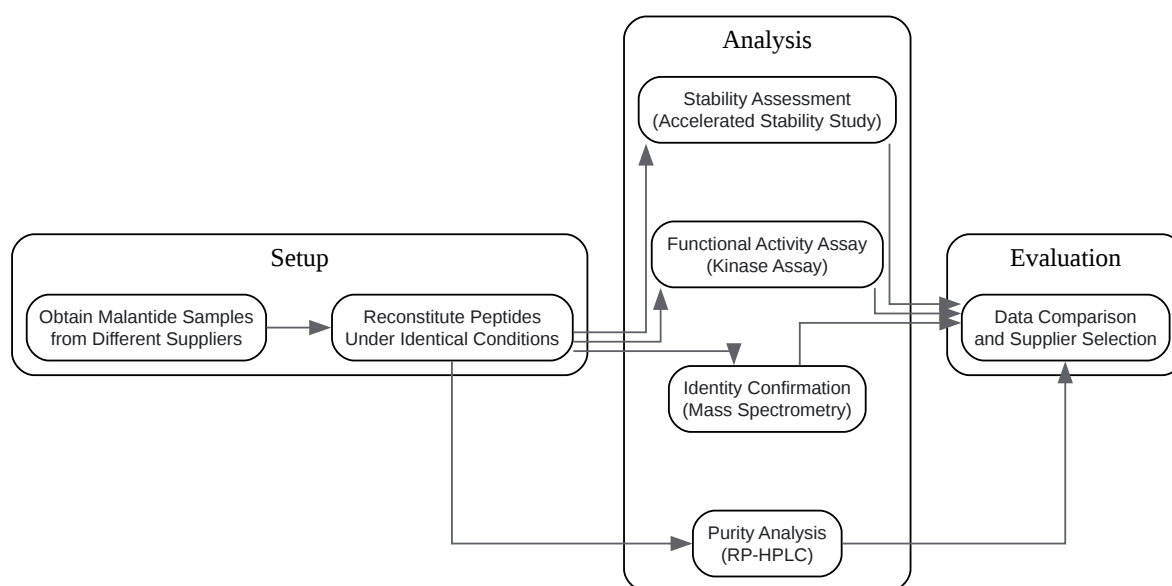 Setup
Obtain Malantide Samples
from Different Suppliers
Reconstitute Peptides
Under Identical Conditions
Analysis
Stability Assessment
(Accelerated Stability Study)
Functional Activity Assay
(Kinase Assay)
Identity Confirmation
(Mass Spectrometry)
Purity Analysis
(RP-HPLC)
Evaluation
Data Comparison
and Supplier Selection